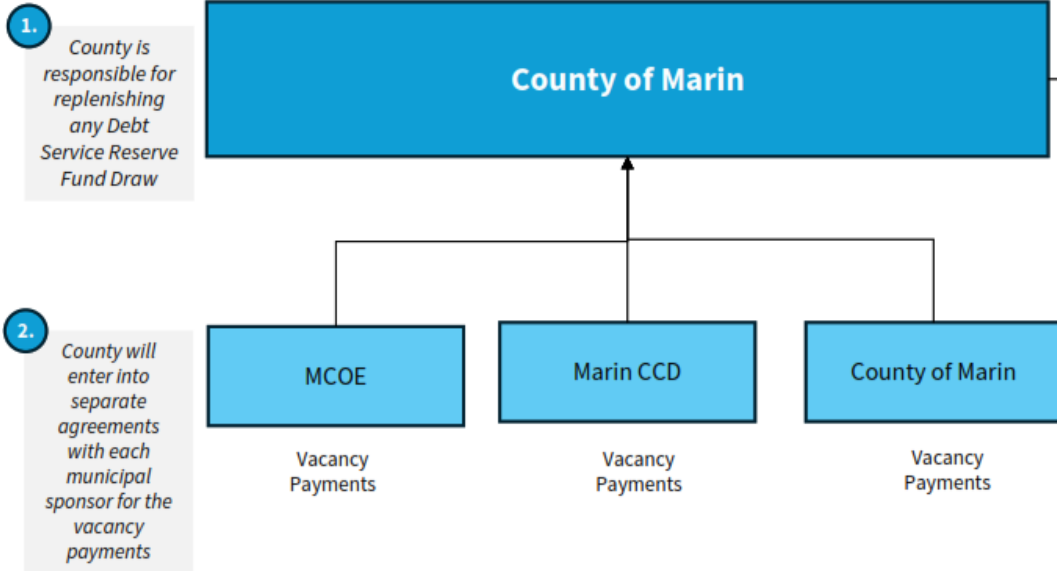 1.
County is
responsible for
replenishing
any Debt
Service Reserve
Fund Draw
County of Marin
2.
County will
enter into
separate
agreements
with each
municipal
sponsor for the
vacancy
payments
MCOE
Marin CCD
County of Marin
Vacancy
Payments
Vacancy
Payments
Vacancy
Payments